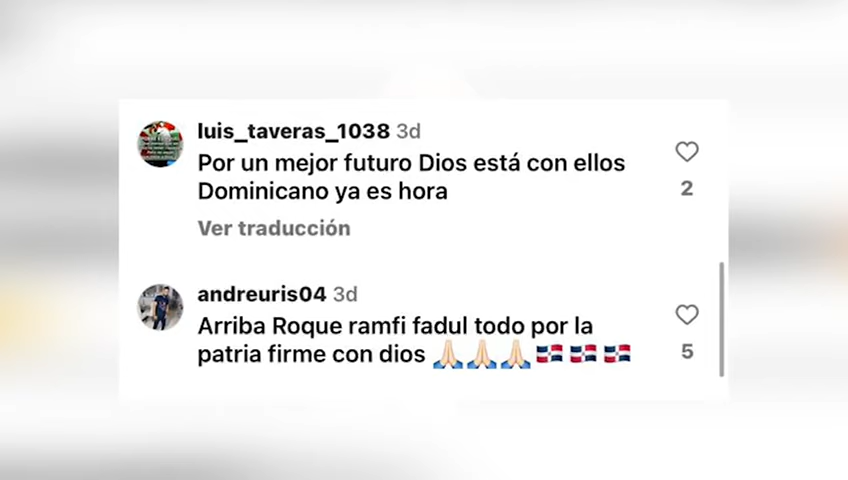 luis_taveras_1038 3d
Por un mejor futuro Dios está con ellos
Dominicano ya es hora
2
Ver traducción
andreuris04 3d
Arriba Roque ramfi fadul todo por la
patria firme con dios 🙏🏻🙏🏻🙏🏻🇩🇴🇩🇴🇩🇴
5